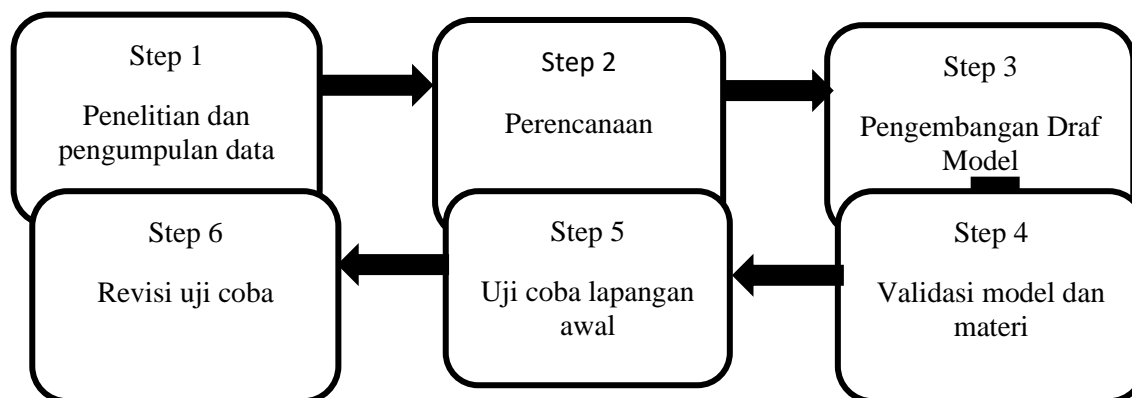 Step 1
Penelitian dan
pengumpulan data
Step 2
Perencanaan
Step 3
Pengembangan Draf
Model
Step 4
Validasi model dan
materi
Step 5
Uji coba lapangan
awal
Step 6
Revisi uji coba